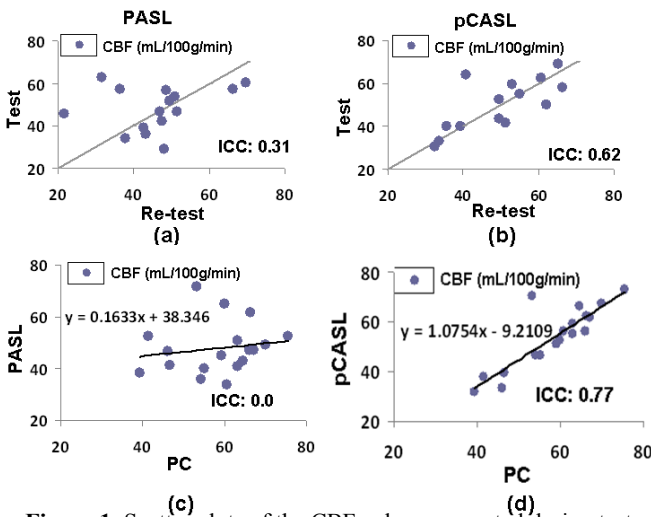 PASL
CBF (mL/100g/min)
80
60
40
20
Test
ICC: 0.31
20 40 60 80
Re-test
(a)
pCASL
CBF (mL/100g/min)
80
60
40
20
Test
ICC: 0.62
20 40 60 80
Re-test
(b)
80
60
40
20
PASL
CBF (mL/100g/min)
y = 0.1633x + 38.346
ICC: 0.0
20 40 60 80
PC
(c)
80
60
40
20
pCASL
CBF (mL/100g/min)
y = 1.0754x - 9.2109
ICC: 0.77
20 40 60 80
PC
(d)